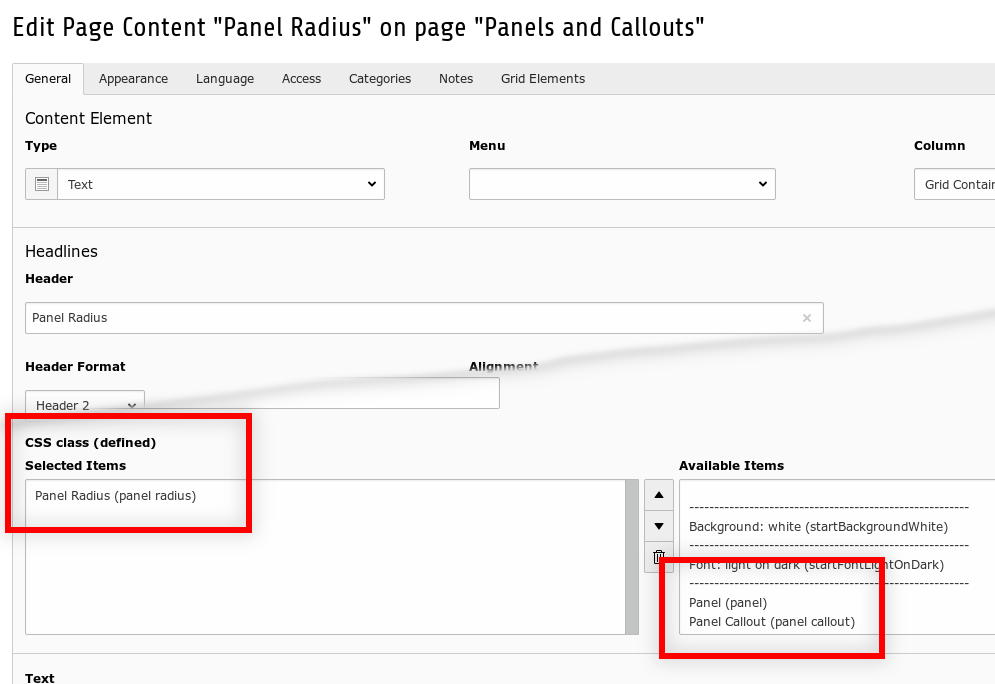 Edit Page Content "Panel Radius" on page "Panels and Callouts"
General Appearance Language Access Categories Notes Grid Elements
Content Element
Type Menu Column
Text Grid Contain
Headlines
Header
Panel Radius ×
Header Format Alignment
Header 2
CSS class (defined)
Selected Items Available Items
Panel Radius (panel radius)
--------------------------------------------------------
Background: white (startBackgroundWhite)
--------------------------------------------------------
Font: light on dark (startFontLightOnDark)
--------------------------------------------------------
Panel (panel)
Panel Callout (panel callout)
Text